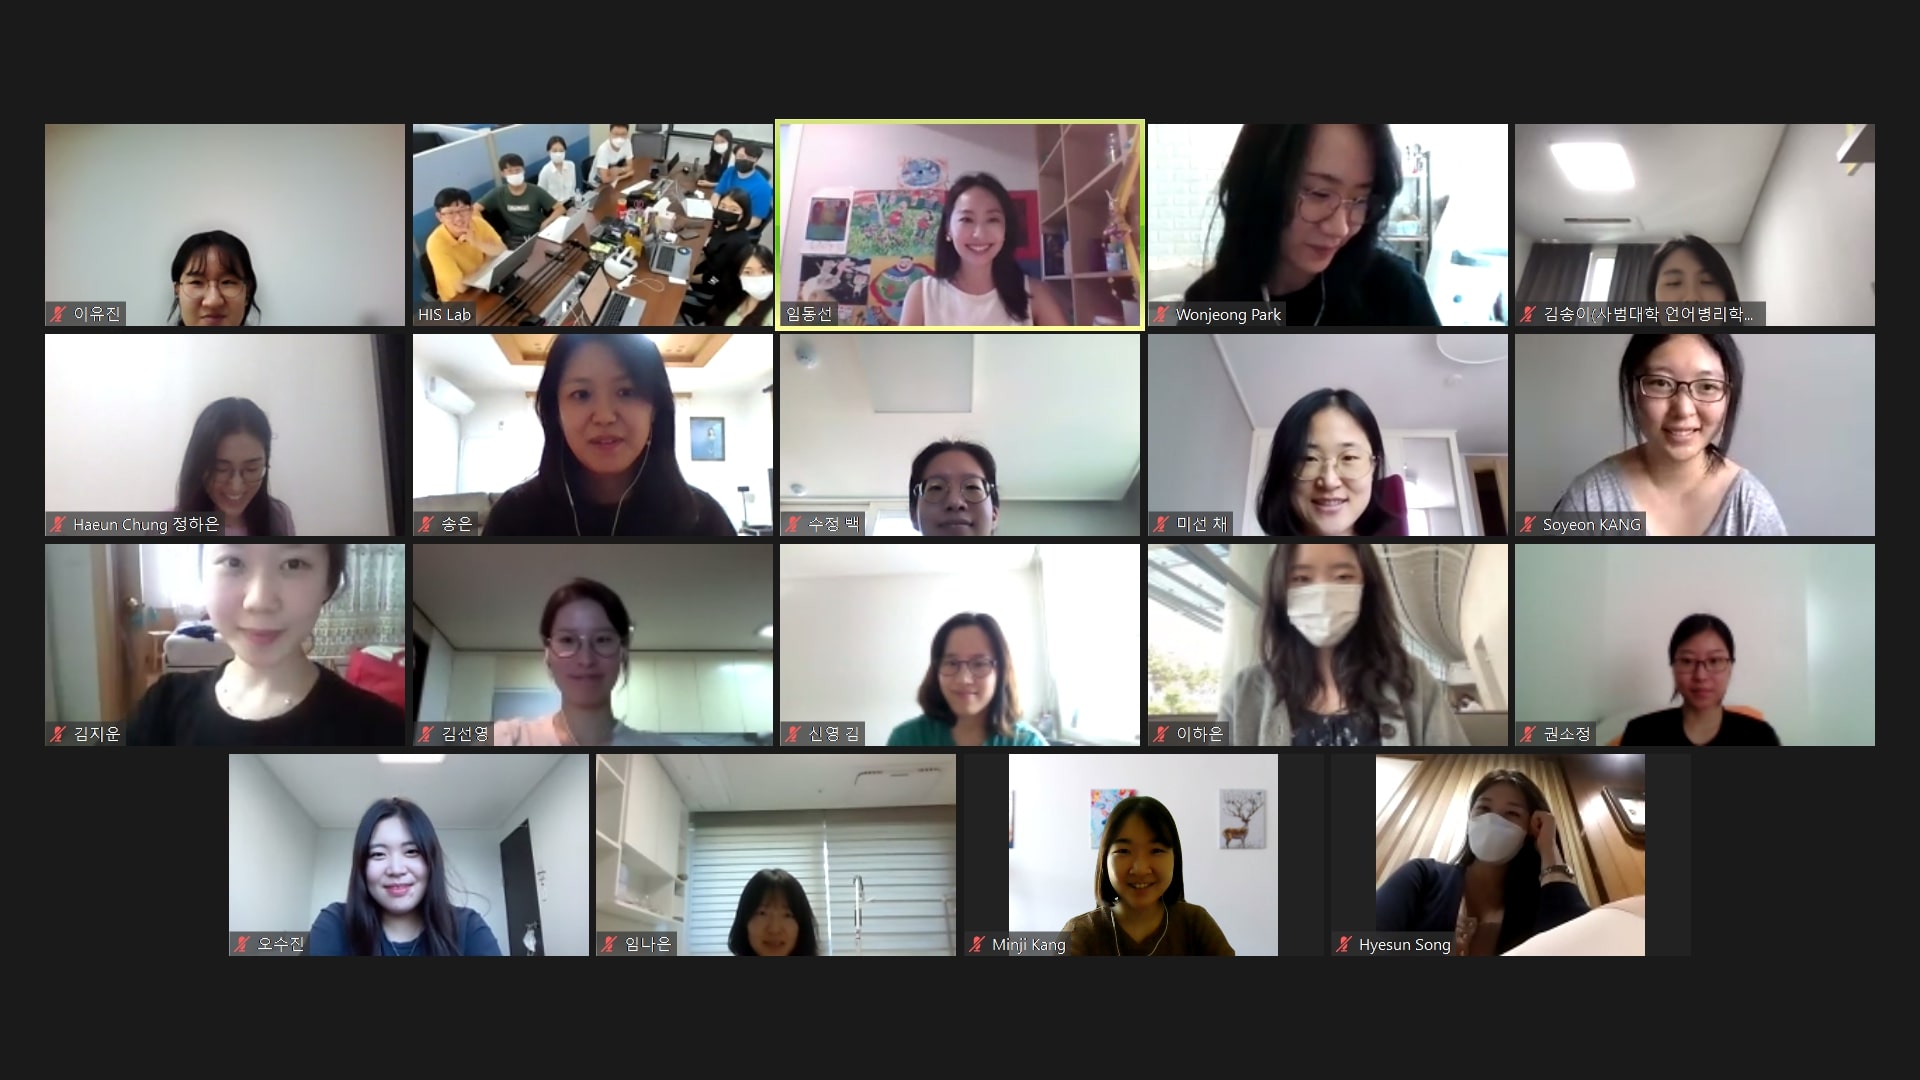 이유진
HIS Lab
임동선
Wonjeong Park
김송이(사범대학 언어병리학...
Haeun Chung 정하은
송은
수정 백
미선 채
Soyeon KANG
김지운
김선영
신영 김
이하은
권소정
오수진
임나은
Minji Kang
Hyesun Song